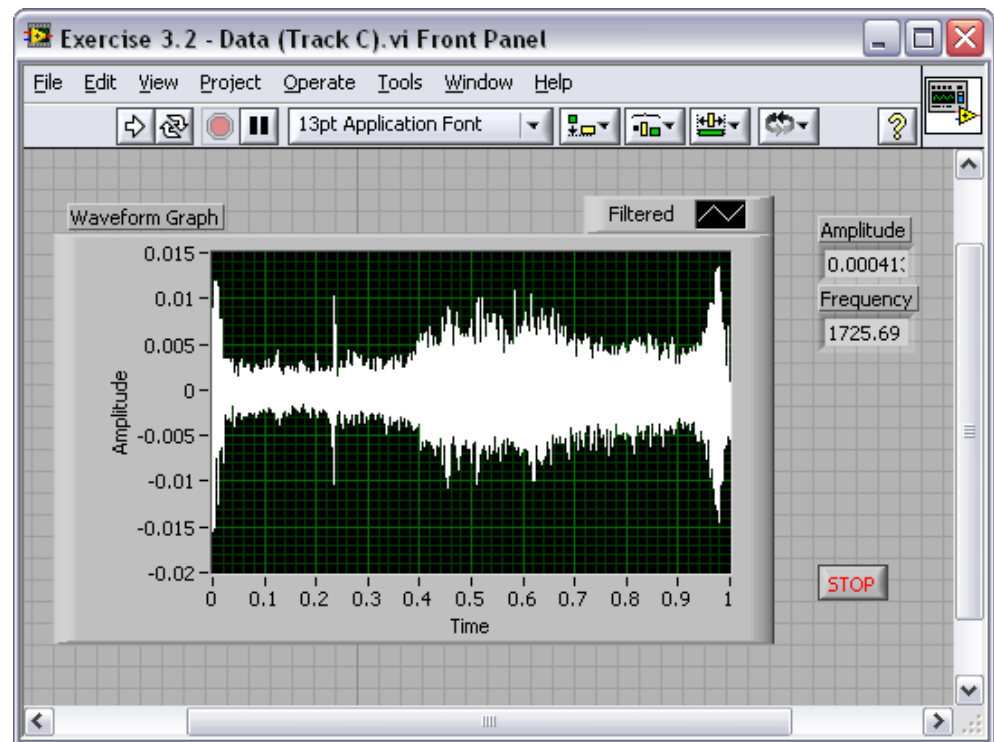 Exercise 3.2 - Data (Track C).vi Front Panel
File Edit View Project Operate Tools Window Help
13pt Application Font
?
Waveform Graph
Filtered
Amplitude
0.015
0.01
0.005
0
-0.005
-0.01
-0.015
-0.02
0 0.1 0.2 0.3 0.4 0.5 0.6 0.7 0.8 0.9 1
Time
Amplitude
0.00041
Frequency
1725.69
STOP